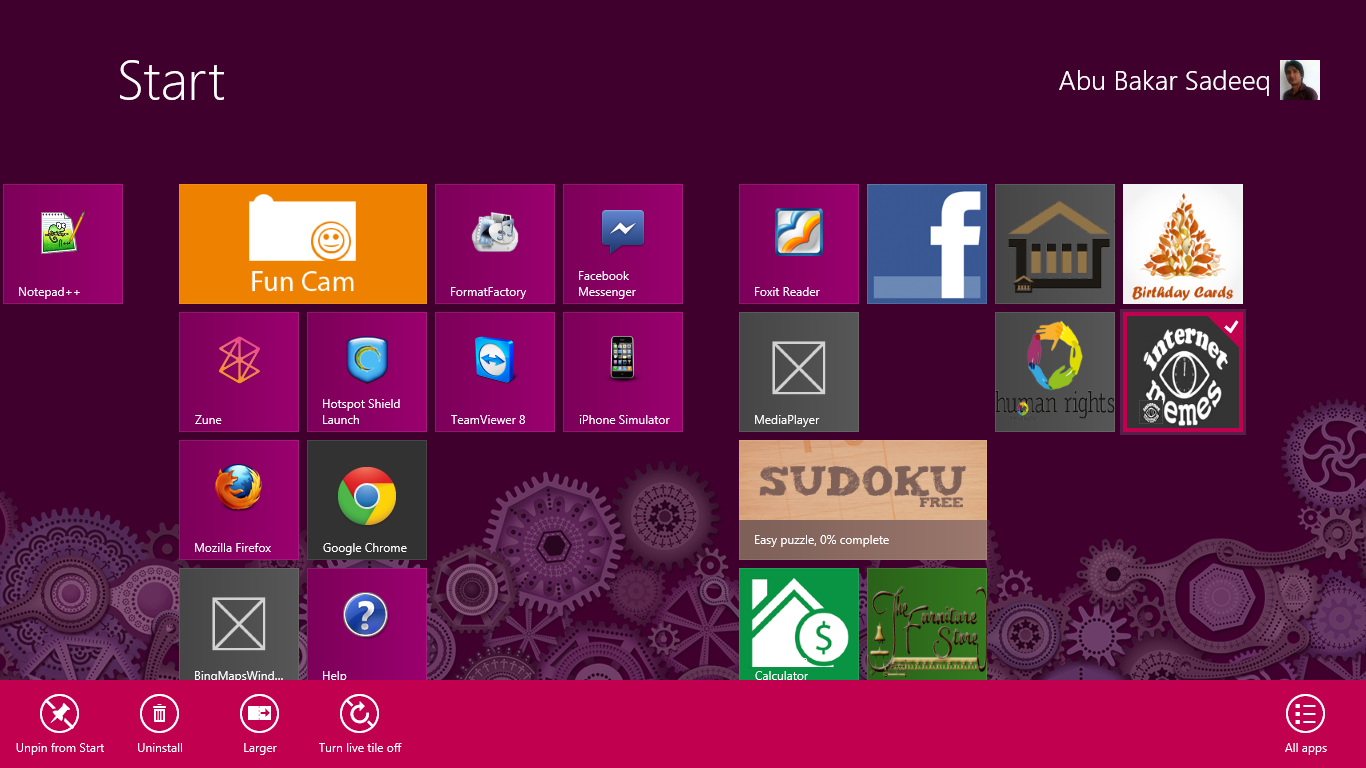 Start
Abu Bakar Sadeeq
Notepad++
Fun Cam
FormatFactory
Facebook
Messenger
Foxit Reader
f
Birthday Cards
Zune
Hotspot Shield
Launch
TeamViewer 8
iPhone Simulator
MediaPlayer
human rights
internet
memes
Mozilla Firefox
Google Chrome
SUDOKU
FREE
Easy puzzle, 0% complete
BingMapsWind...
Help
Calculator
$
The
Furniture
Store
Unpin from Start
Uninstall
Larger
Turn live tile off
All apps